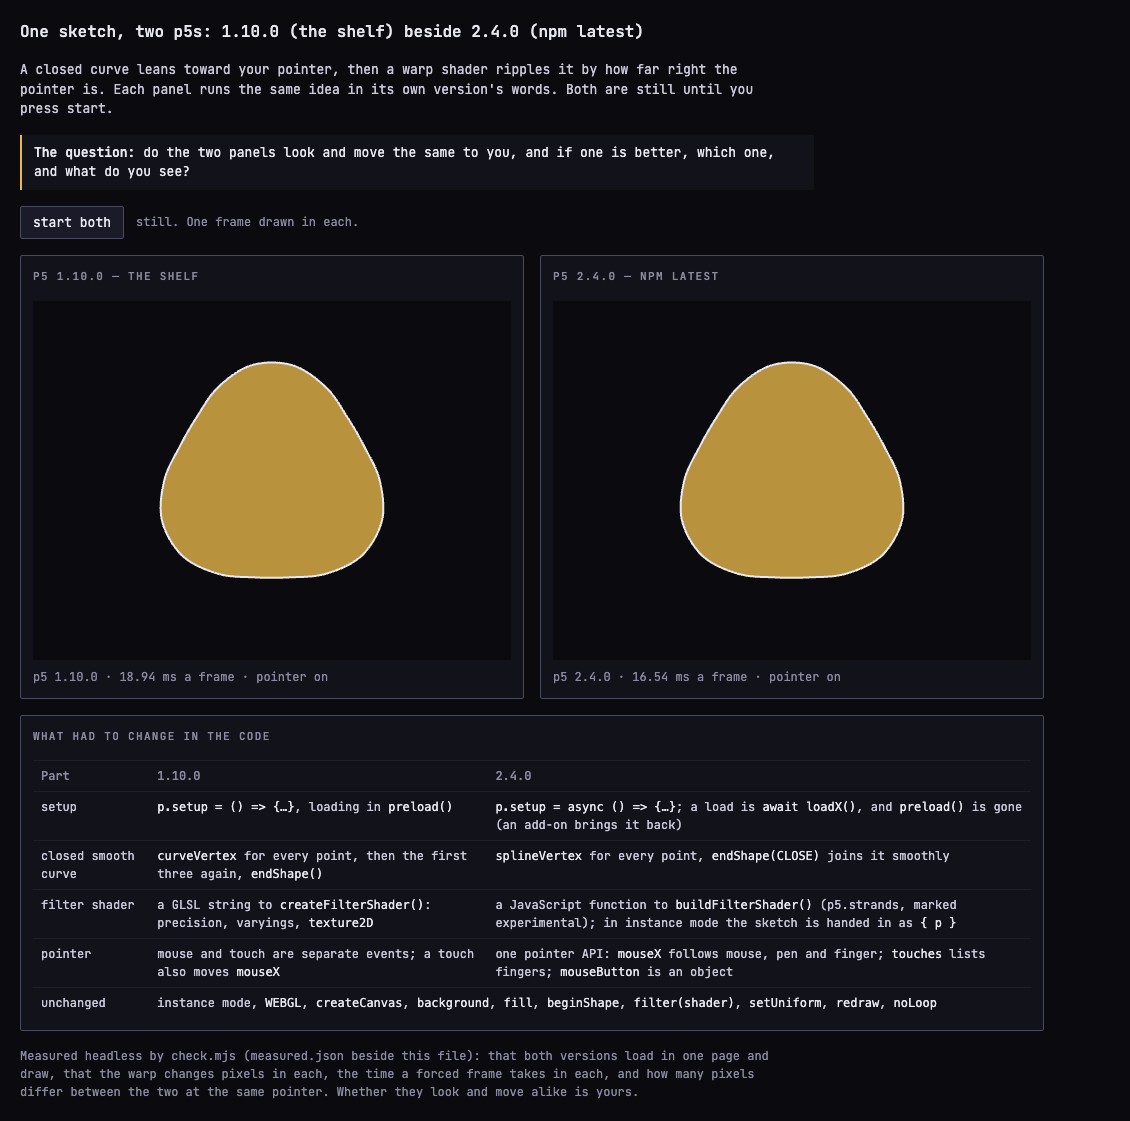 One sketch, two p5s: 1.10.0 (the shelf) beside 2.4.0 (npm latest)
A closed curve leans toward your pointer, then a warp shader ripples it by how far right the
pointer is. Each panel runs the same idea in its own version's words. Both are still until you
press start.
The question: do the two panels look and move the same to you, and if one is better, which one,
and what do you see?
start both still. One frame drawn in each.
P5 1.10.0 — THE SHELF
p5 1.10.0 · 18.94 ms a frame · pointer on
P5 2.4.0 — NPM LATEST
p5 2.4.0 · 16.54 ms a frame · pointer on
WHAT HAD TO CHANGE IN THE CODE
Part 1.10.0 2.4.0
setup p.setup = () => {…}, loading in preload() p.setup = async () => {…}; a load is await loadX(), and preload() is gone
(an add-on brings it back)
closed smooth curveVertex for every point, then the first splineVertex for every point, endShape(CLOSE) joins it smoothly
curve three again, endShape()
filter shader a GLSL string to createFilterShader(): a JavaScript function to buildFilterShader() (p5.strands, marked
precision, varyings, texture2D experimental); in instance mode the sketch is handed in as { p }
pointer mouse and touch are separate events; a touch one pointer API: mouseX follows mouse, pen and finger; touches lists
also moves mouseX fingers; mouseButton is an object
unchanged instance mode, WEBGL, createCanvas, background, fill, beginShape, filter(shader), setUniform, redraw, noLoop
Measured headless by check.mjs (measured.json beside this file): that both versions load in one page and
draw, that the warp changes pixels in each, the time a forced frame takes in each, and how many pixels
differ between the two at the same pointer. Whether they look and move alike is yours.